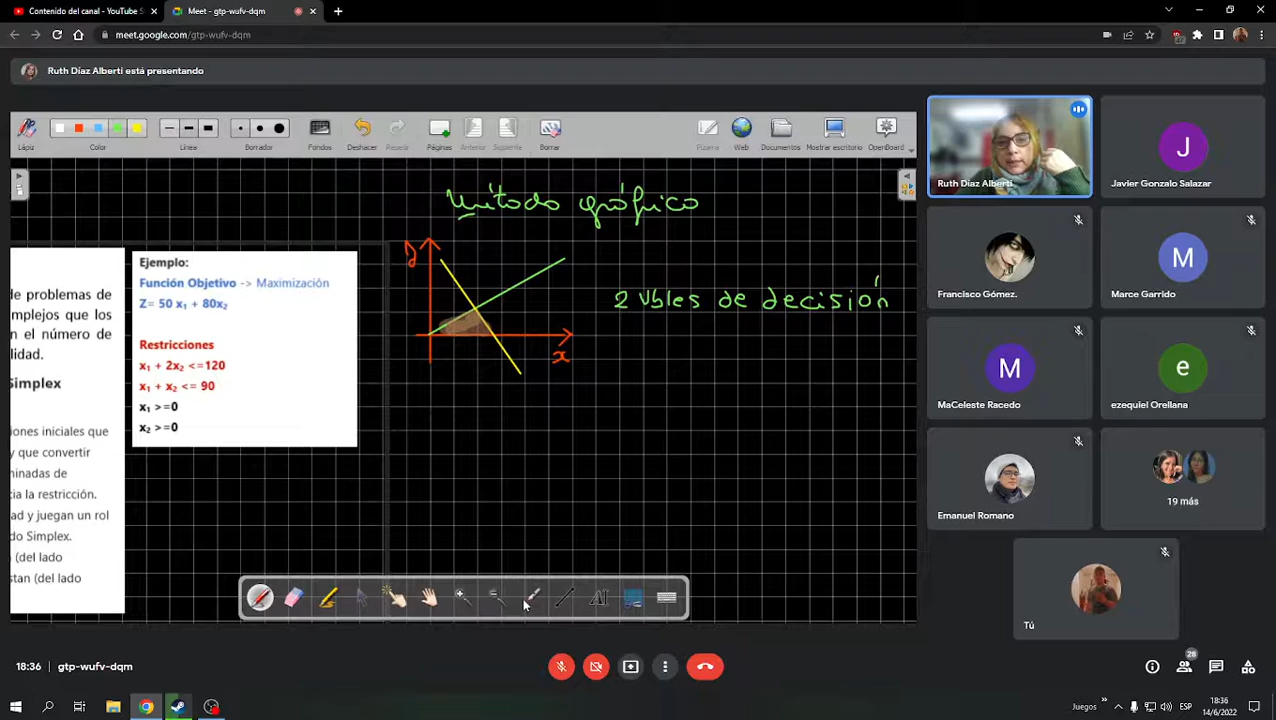 Contenido del canal - YouTube S
Meet - gtp-wufv-dqm
meet.google.com/gtp-wufv-dqm
Ruth Díaz Alberti está presentando
Lápiz
Color
Línea
Borrador
Fondos
Deshacer
Rehacer
Páginas
Anterior
Siguiente
Borrar
Pizarra
Web
Documentos
Mostrar escritorio
OpenBoard
Método gráfico
y
x
2 vbles de decisión
de problemas de
mplejos que los
n el número de
lidad.
Simplex
iones iniciales que
y que convertir
ninadas de
cia la restricción.
ad y juegan un rol
do Simplex.
(del lado
stan (del lado
Ejemplo:
Función Objetivo -> Maximización
Z= 50 x₁ + 80x₂
Restricciones
x₁ + 2x₂ <=120
x₁ + x₂ <= 90
x₁ >=0
x₂ >=0
Ruth Díaz Alberti
J
Javier Gonzalo Salazar
Francisco Gómez.
M
Marce Garrido
M
MaCeleste Racedo
e
ezequiel Orellana
Emanuel Romano
19 más
Tú
18:36
gtp-wufv-dqm
28
Juegos
ESP
18:36
14/6/2022